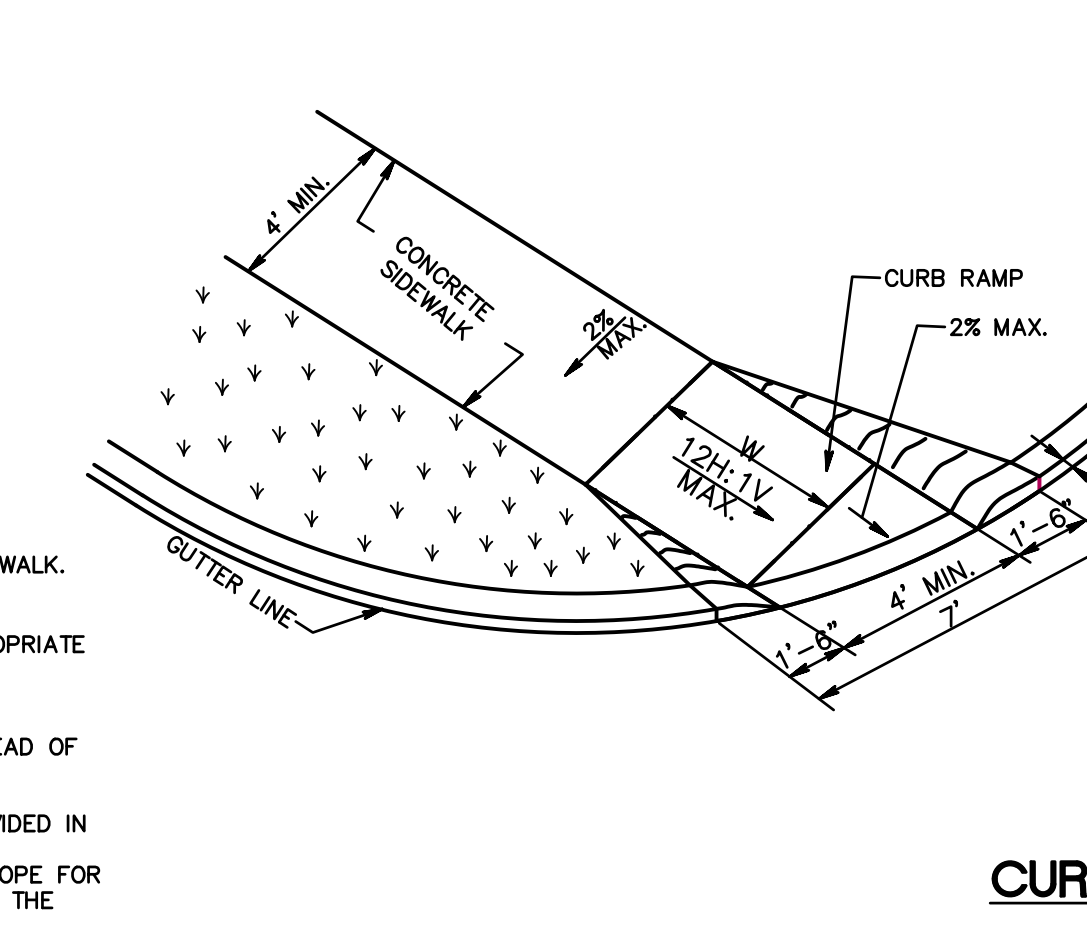 4' MIN.
CONCRETE
SIDEWALK
2%
MAX.
CURB RAMP
2% MAX.
W
12H:1V
MAX.
GUTTER LINE
1'-6"
4' MIN.
7'
1'-6"
WALK.
OPRIATE
EAD OF
VIDED IN
OPE FOR
THE
CUR